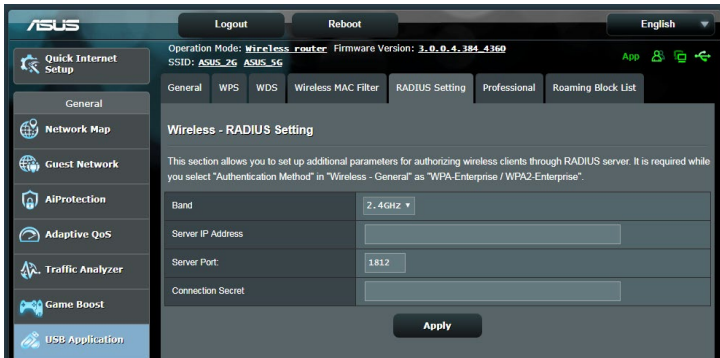 ASUS
Logout
Reboot
English
Quick Internet
Setup
Operation Mode: Wireless router Firmware Version: 3.0.0.4.384_4360
SSID: ASUS_2G ASUS_5G
App
General
WPS
WDS
Wireless MAC Filter
RADIUS Setting
Professional
Roaming Block List
General
Network Map
Guest Network
AiProtection
Adaptive QoS
Traffic Analyzer
Game Boost
USB Application
Wireless - RADIUS Setting
This section allows you to set up additional parameters for authorizing wireless clients through RADIUS server. It is required while
you select "Authentication Method" in "Wireless - General" as "WPA-Enterprise / WPA2-Enterprise".
Band
2.4GHz
Server IP Address
Server Port:
1812
Connection Secret
Apply